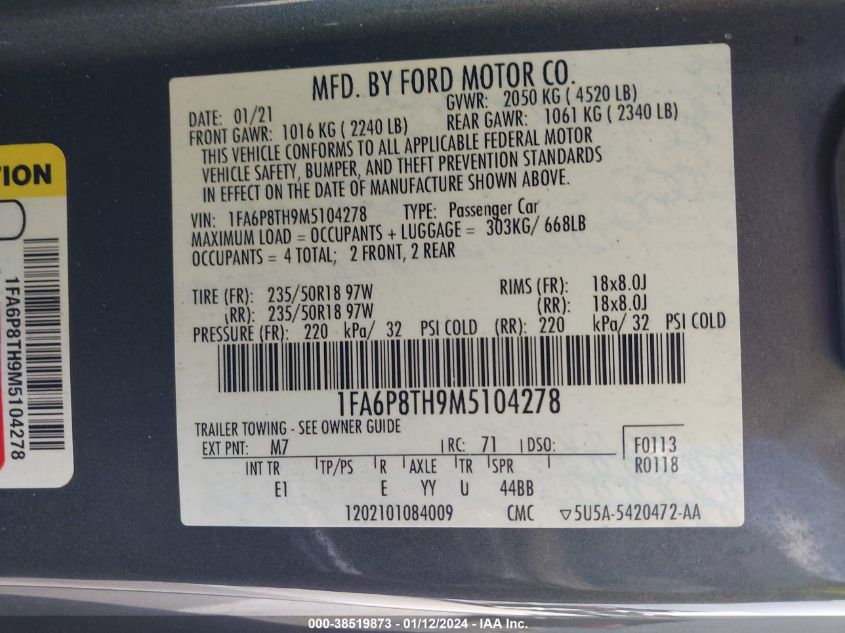 MFD. BY FORD MOTOR CO.
DATE: 01/21 GVWR: 2050 KG ( 4520 LB)
FRONT GAWR: 1016 KG ( 2240 LB) REAR GAWR: 1061 KG ( 2340 LB)
THIS VEHICLE CONFORMS TO ALL APPLICABLE FEDERAL MOTOR
VEHICLE SAFETY, BUMPER, AND THEFT PREVENTION STANDARDS
IN EFFECT ON THE DATE OF MANUFACTURE SHOWN ABOVE.
VIN: 1FA6P8TH9M5104278 TYPE: Passenger Car
MAXIMUM LOAD = OCCUPANTS + LUGGAGE = 303KG/ 668LB
OCCUPANTS = 4 TOTAL; 2 FRONT, 2 REAR
TIRE (FR): 235/50R18 97W RIMS (FR): 18x8.0J
(RR): 235/50R18 97W (RR): 18x8.0J
PRESSURE (FR): 220 kPa/ 32 PSI COLD (RR): 220 kPa/ 32 PSI COLD
1FA6P8TH9M5104278
TRAILER TOWING - SEE OWNER GUIDE
EXT PNT: M7 RC: 71 DSO: F0113
INT TR TP/PS R AXLE TR SPR R0118
E1 E YY U 44BB
1202101084009 CMC ▽5U5A-5420472-AA
TION
1FA6P8TH9M5104278
000-38519873 - 01/12/2024 - IAA Inc.